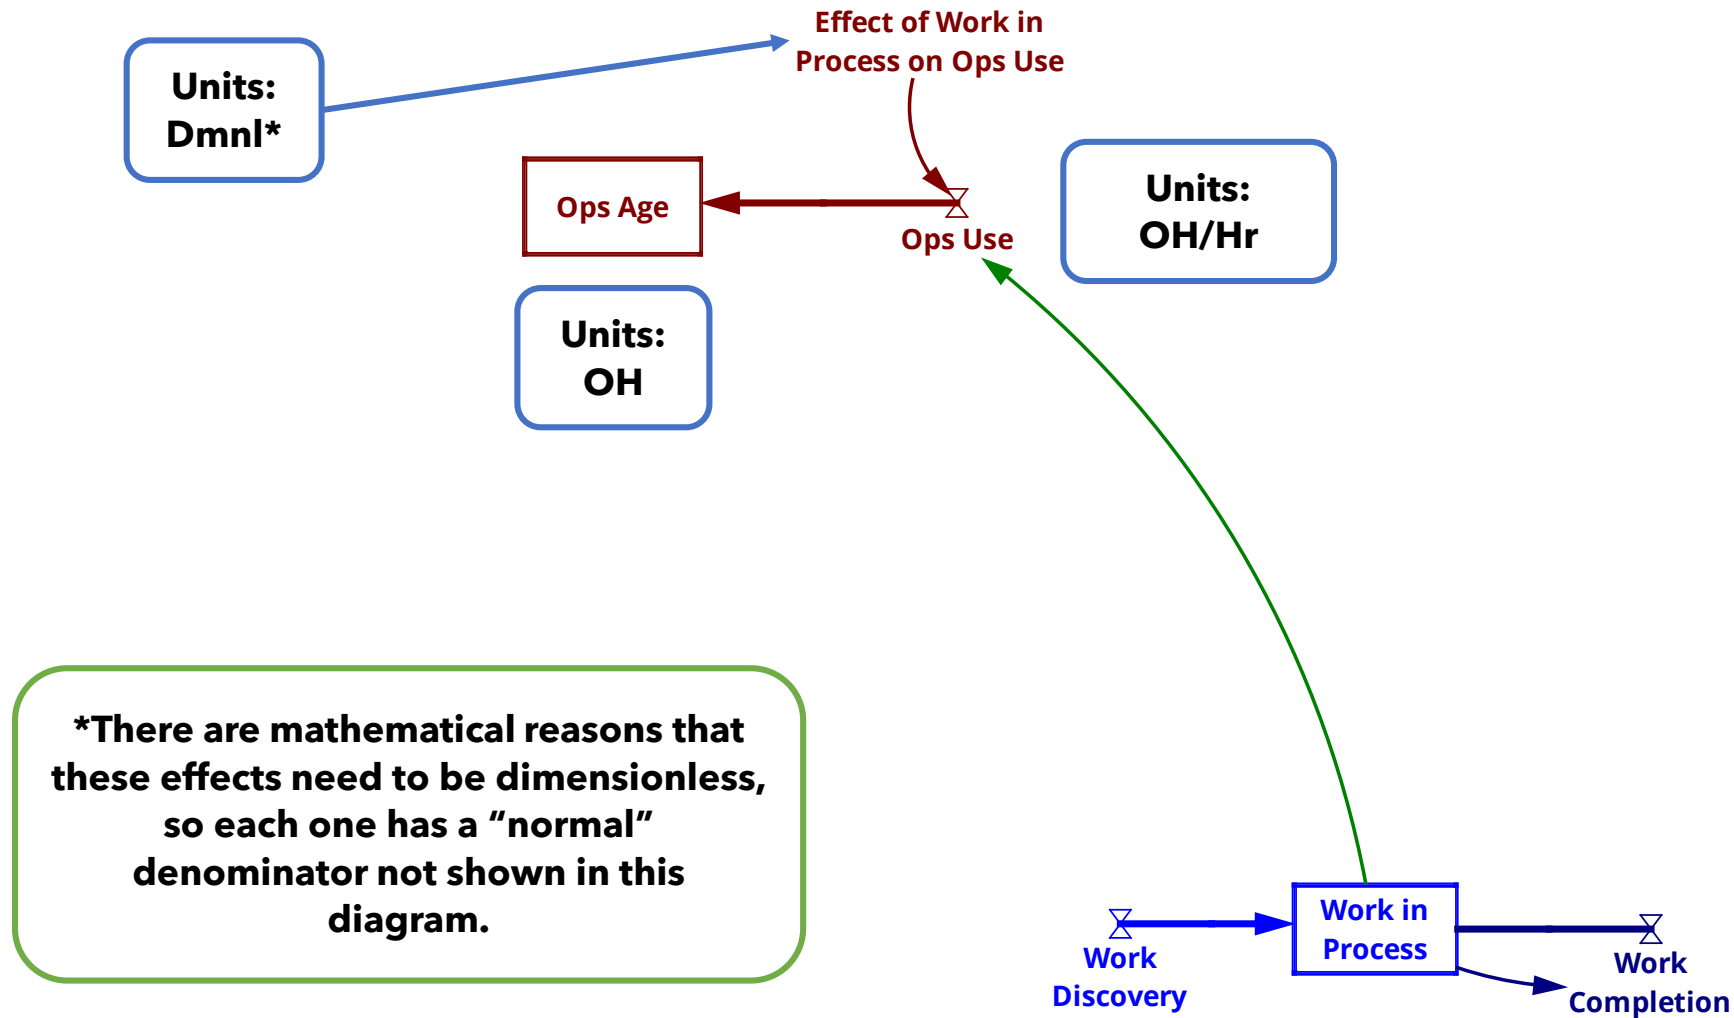 Effect of Work in
Process on Ops Use
Units:
Dmnl*
Ops Age
Ops Use
Units:
OH/Hr
Units:
OH
*There are mathematical reasons that
these effects need to be dimensionless,
so each one has a “normal”
denominator not shown in this
diagram.
Work
Discovery
Work in
Process
Work
Completion